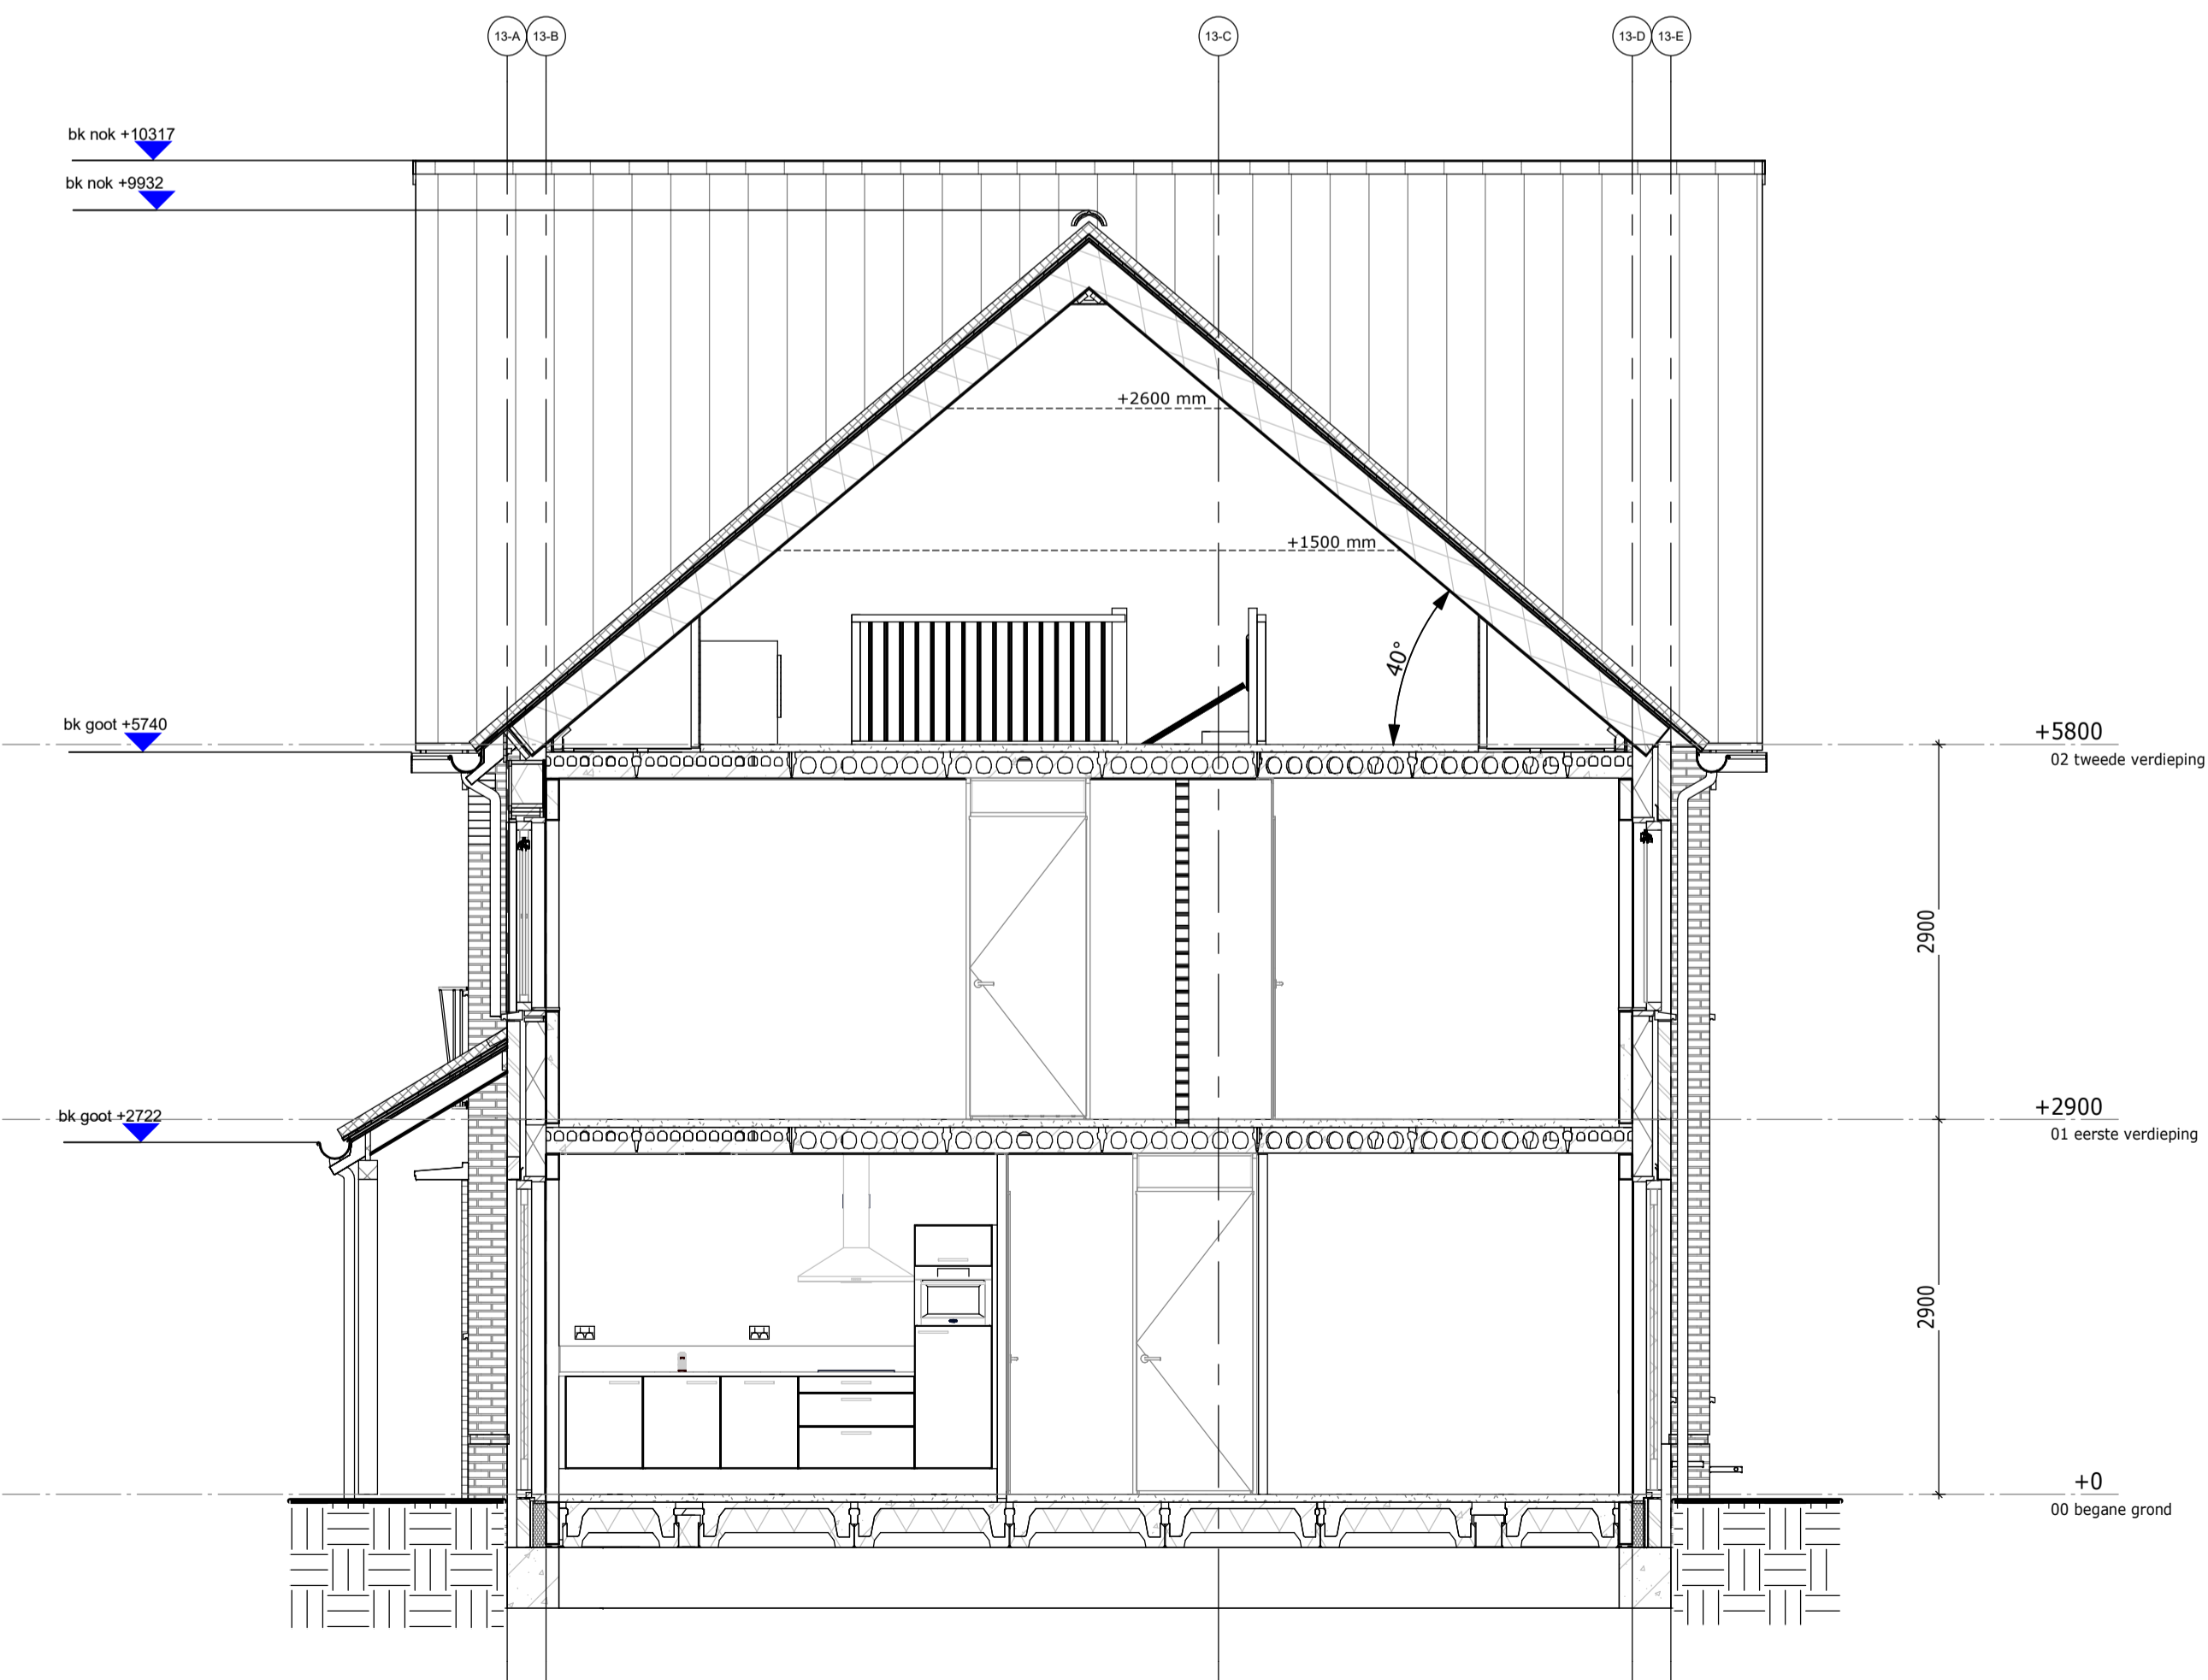 13-A 13-B 13-C 13-D 13-E
bk nok +10317
bk nok +9932
+2600 mm
+1500 mm
40°
bk goot +5740
+5800
02 tweede verdieping
2900
bk goot +2722
+2900
01 eerste verdieping
2900
+0
00 begane grond